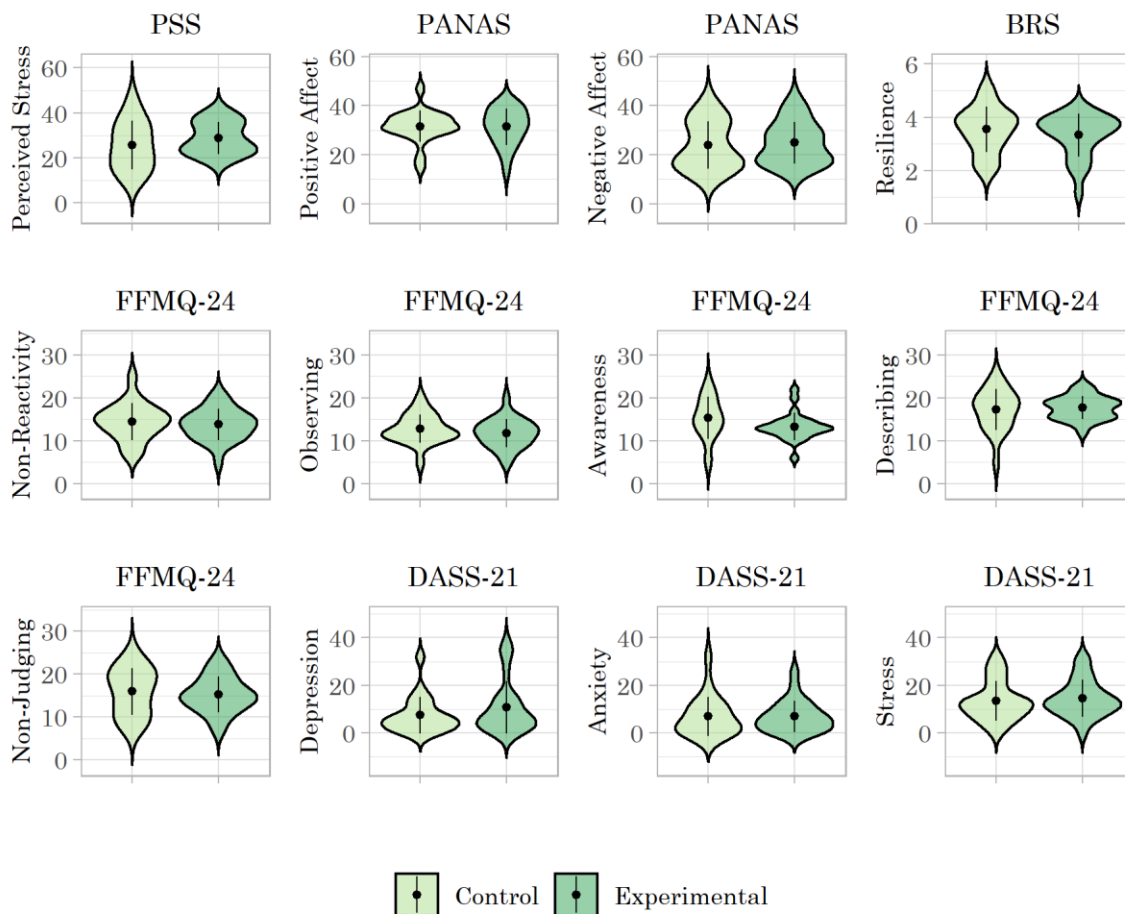 PSS PANAS PANAS BRS
Perceived Stress
60
40
20
0
Positive Affect
60
40
20
0
Negative Affect
60
40
20
0
Resilience
6
4
2
0
FFMQ-24 FFMQ-24 FFMQ-24 FFMQ-24
Non-Reactivity
30
20
10
0
Observing
30
20
10
0
Awareness
30
20
10
0
Describing
30
20
10
0
FFMQ-24 DASS-21 DASS-21 DASS-21
Non-Judging
30
20
10
0
Depression
40
20
0
Anxiety
40
20
0
Stress
40
20
0
Control Experimental